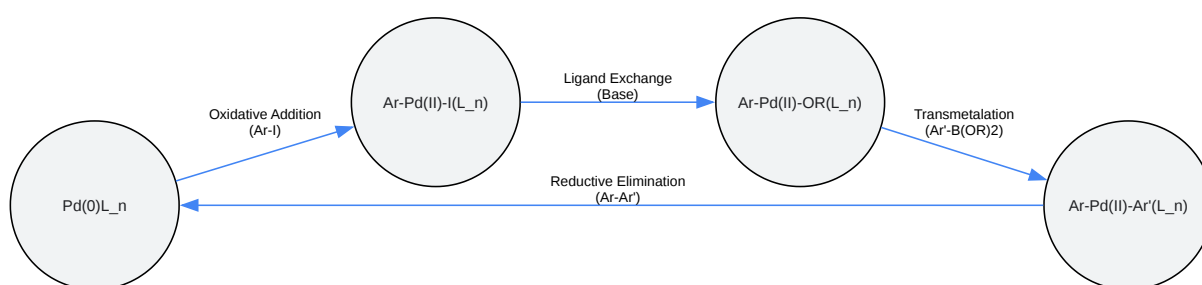 Ligand Exchange
(Base)
Ar-Pd(II)-I(L_n)
Ar-Pd(II)-OR(L_n)
Oxidative Addition
(Ar-I)
Transmetalation
(Ar'-B(OR)2)
Reductive Elimination
(Ar-Ar')
Pd(0)L_n
Ar-Pd(II)-Ar'(L_n)